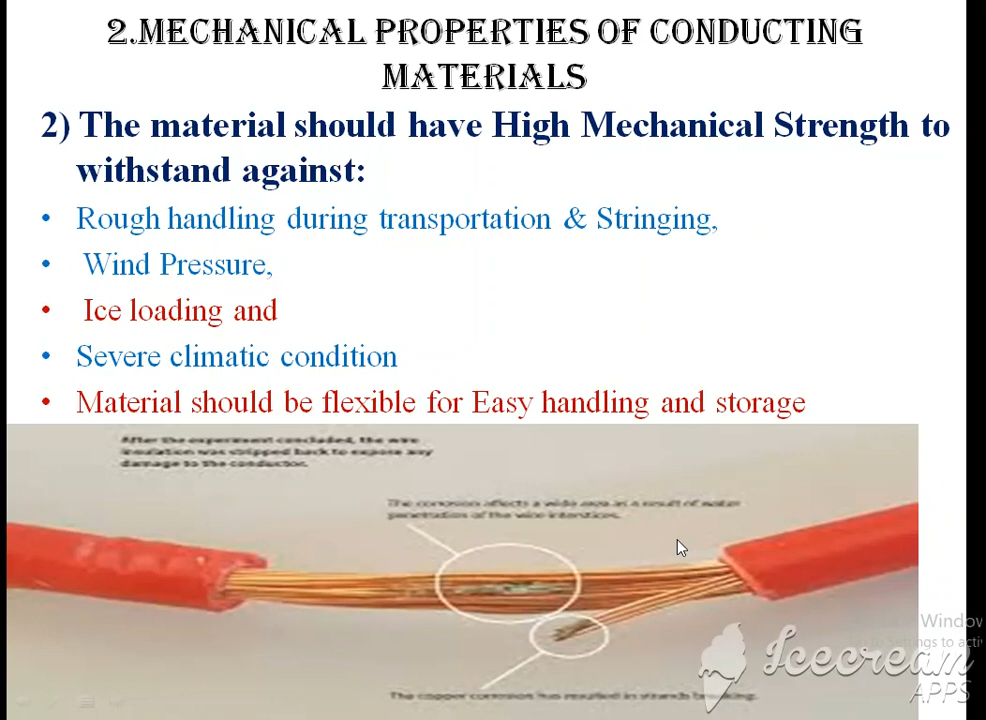 2.MECHANICAL PROPERTIES OF CONDUCTING
MATERIALS
2) The material should have High Mechanical Strength to
withstand against:
• Rough handling during transportation & Stringing,
• Wind Pressure,
• Ice loading and
• Severe climatic condition
• Material should be flexible for Easy handling and storage
After the experiment concluded, the wire
insulation was stripped back to expose any
damage to the conductor.
The corrosion affects a wide area as a result of water
penetration of the wire interstices.
Window
Settings to acti
Icecream
APPS
The copper corrosion has resulted in strands breaking.